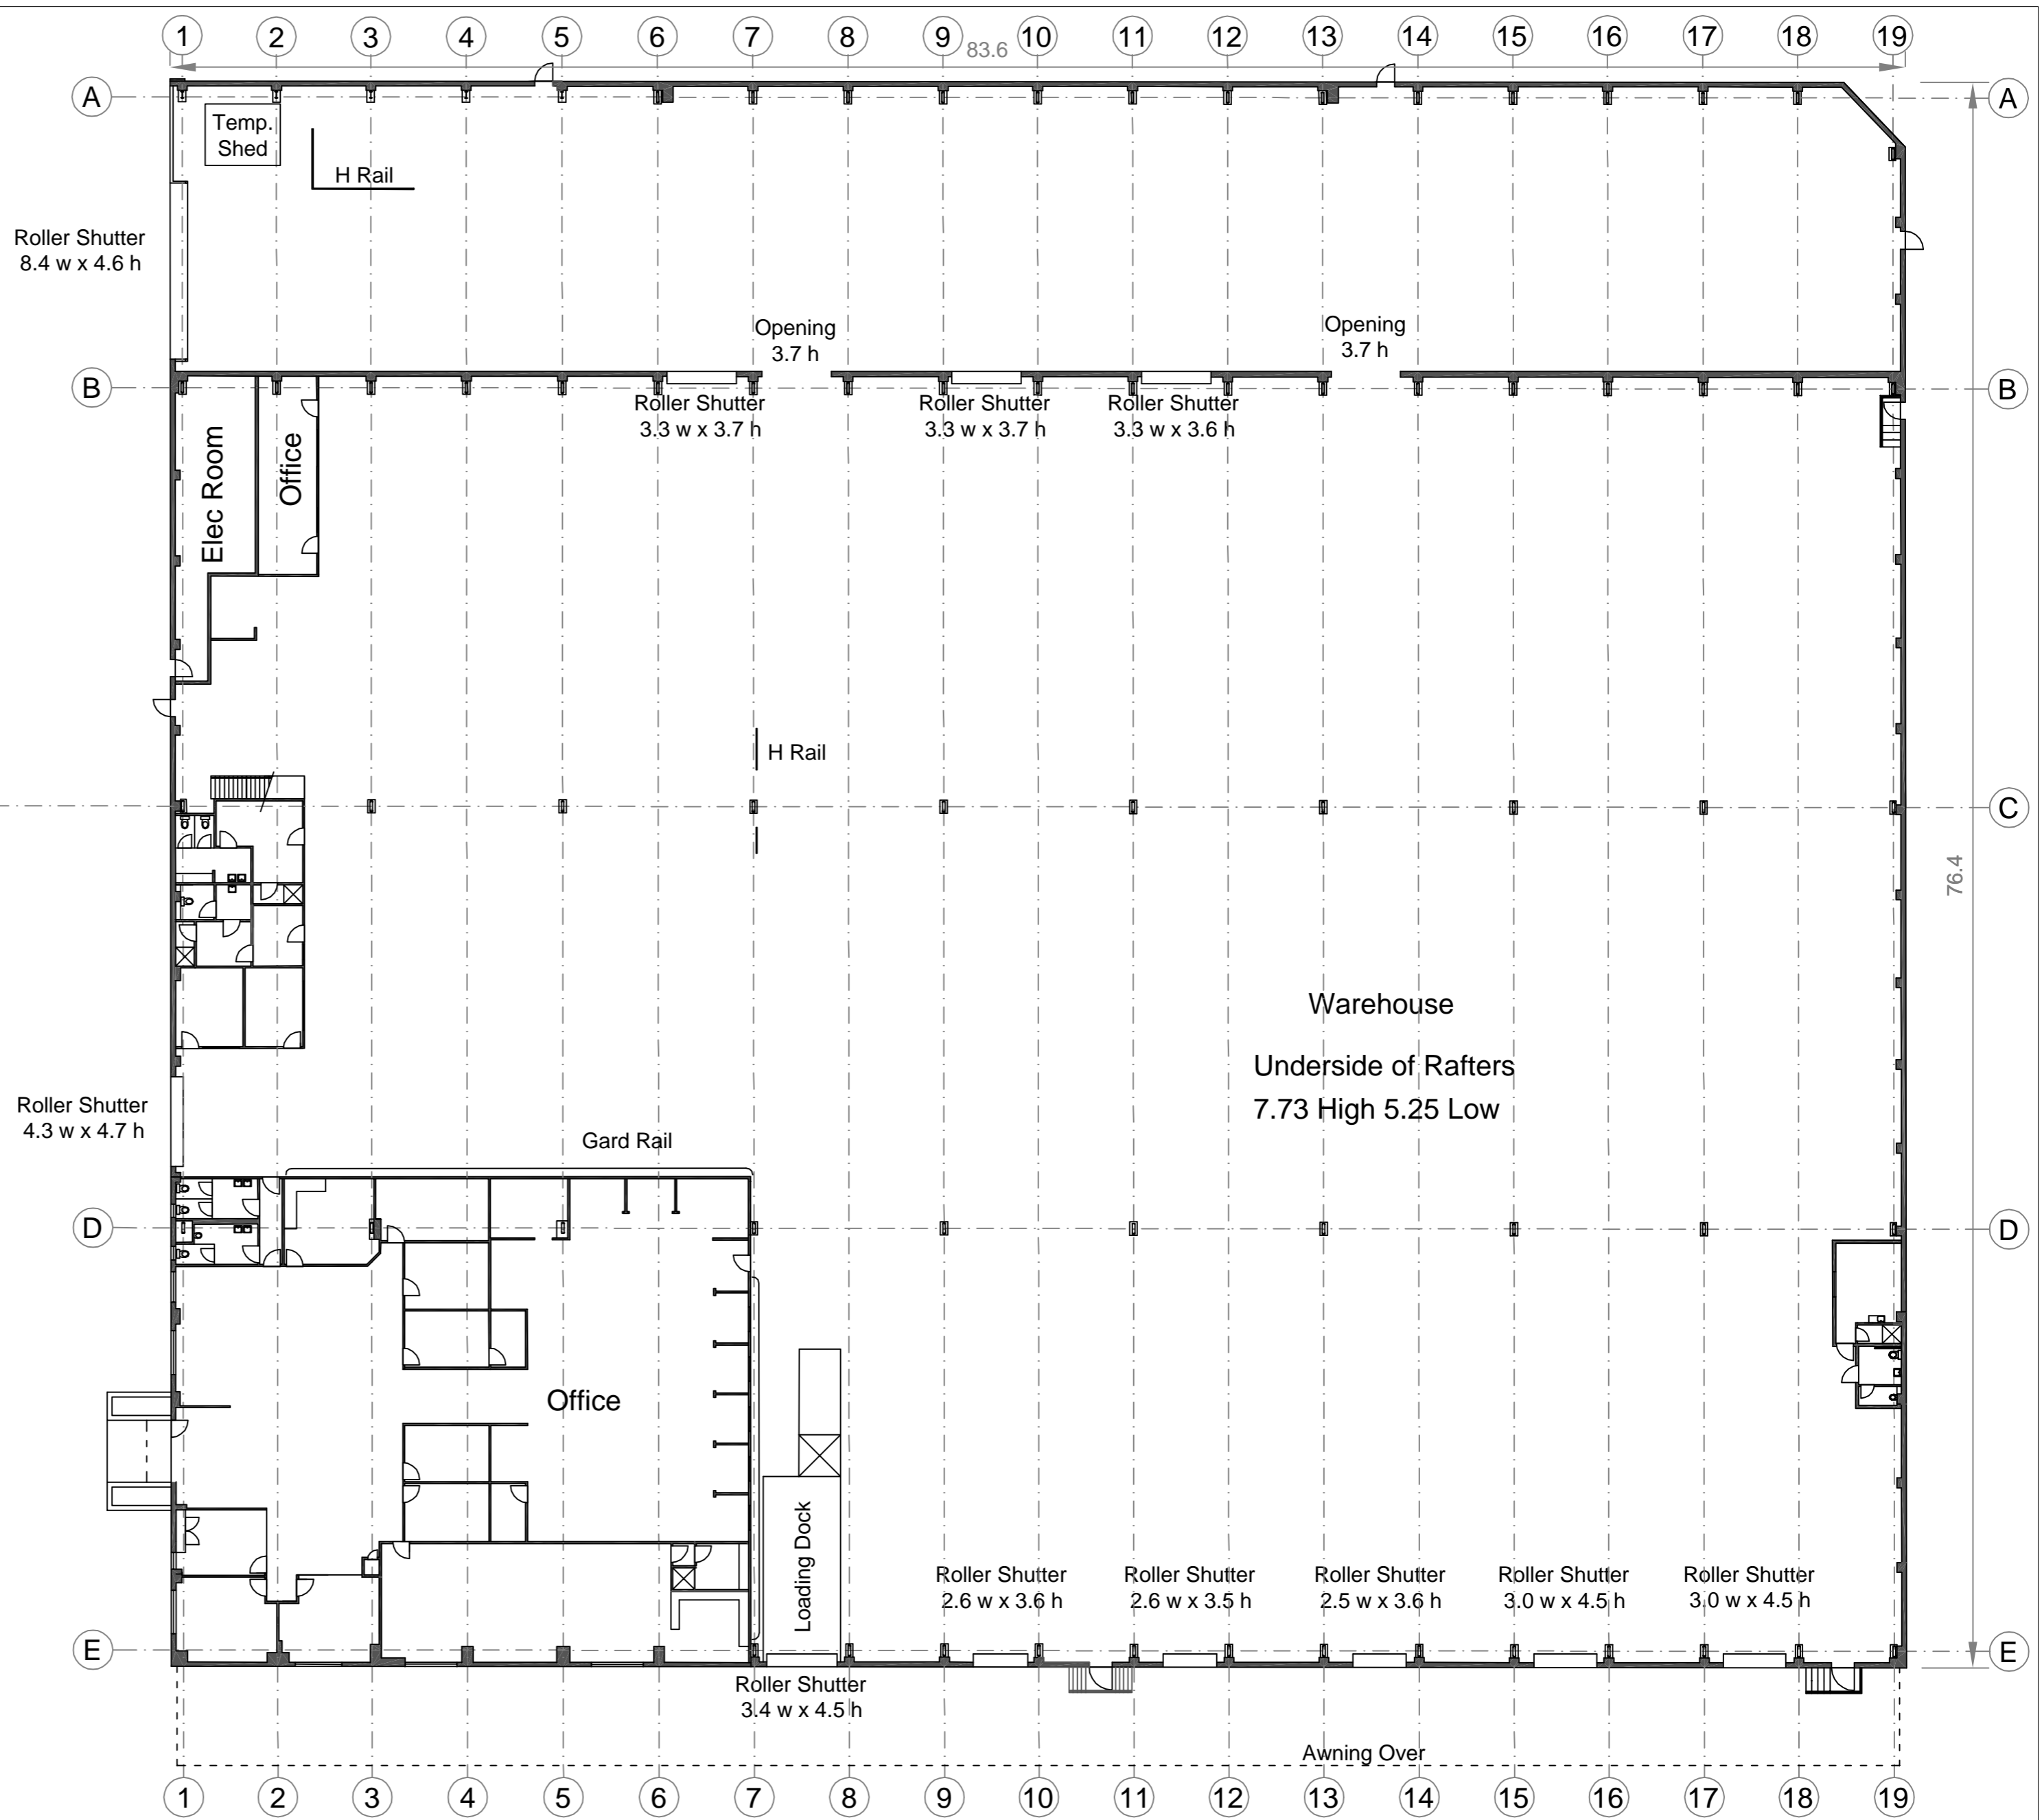 1 2 3 4 5 6 7 8 9 10 11 12 13 14 15 16 17 18 19
83.6
A
A
Temp.
Shed
H Rail
Roller Shutter
8.4 w x 4.6 h
Opening
3.7 h
Opening
3.7 h
B
B
Roller Shutter
3.3 w x 3.7 h
Roller Shutter
3.3 w x 3.7 h
Roller Shutter
3.3 w x 3.6 h
Elec Room
Office
H Rail
C
76.4
Warehouse
Underside of Rafters
7.73 High 5.25 Low
Roller Shutter
4.3 w x 4.7 h
Gard Rail
D
D
Office
Loading Dock
Roller Shutter
2.6 w x 3.6 h
Roller Shutter
2.6 w x 3.5 h
Roller Shutter
2.5 w x 3.6 h
Roller Shutter
3.0 w x 4.5 h
Roller Shutter
3.0 w x 4.5 h
E
E
Roller Shutter
3.4 w x 4.5 h
Awning Over
1 2 3 4 5 6 7 8 9 10 11 12 13 14 15 16 17 18 19